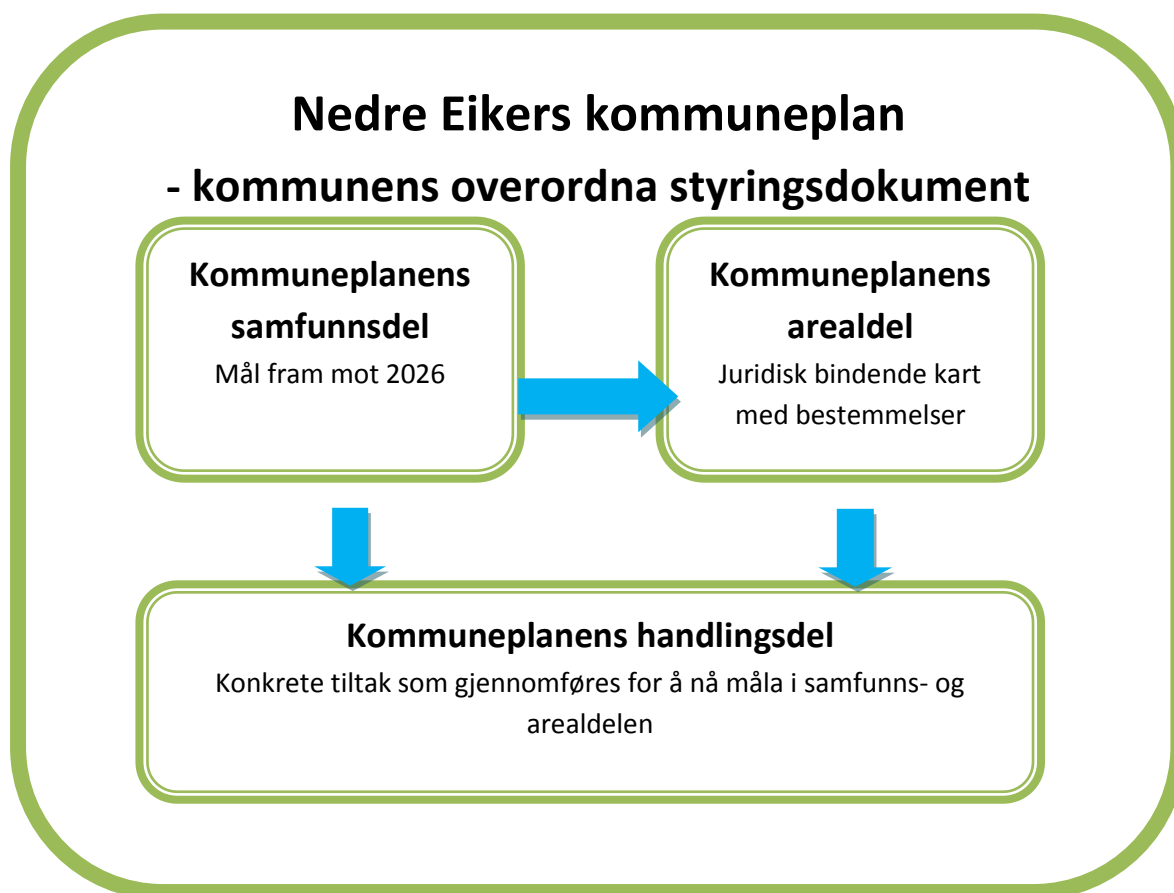 Nedre Eikers kommuneplan
- kommunens overordna styringsdokument
Kommuneplanens
samfunnsdel
Mål fram mot 2026
Kommuneplanens
arealdel
Juridisk bindende kart
med bestemmelser
Kommuneplanens handlingsdel
Konkrete tiltak som gjennomføres for å nå måla i samfunns- og
arealdelen